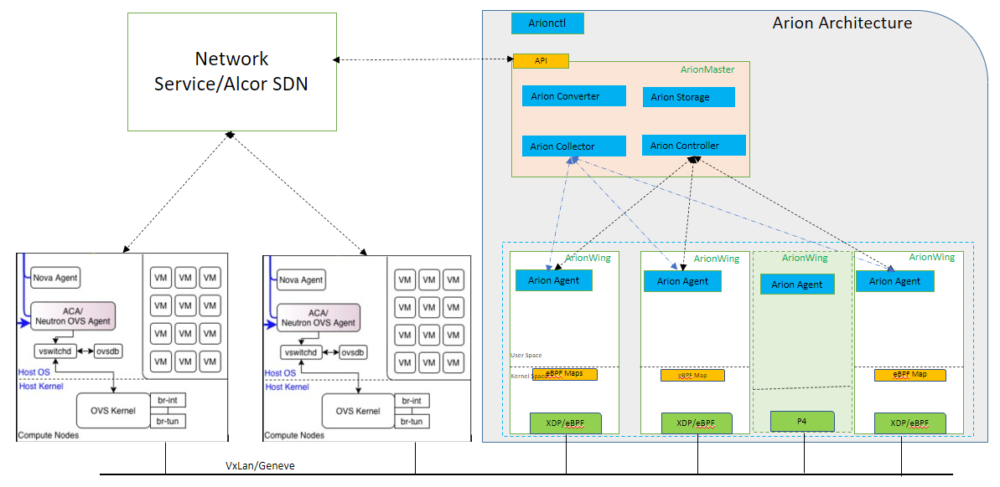 Arion Architecture
Arionctl
API
ArionMaster
Arion Converter
Arion Storage
Arion Collector
Arion Controller
Network
Service/Alcor SDN
Nova Agent
ACA/
Neutron OVS Agent
vswitchd
ovsdb
Host OS
Host Kernel
OVS Kernel
br-int
br-tun
Compute Nodes
VM VM VM
VM VM VM
VM VM VM
VM VM VM
Nova Agent
ACA/
Neutron OVS Agent
vswitchd
ovsdb
Host OS
Host Kernel
OVS Kernel
br-int
br-tun
Compute Nodes
VM VM VM
VM VM VM
VM VM VM
VM VM VM
ArionWing
Arion Agent
User Space
Kernel Space
eBPF Maps
XDP/eBPF
ArionWing
Arion Agent
eBPF Map
XDP/eBPF
ArionWing
Arion Agent
P4
ArionWing
Arion Agent
eBPF Map
XDP/eBPF
VxLan/Geneve